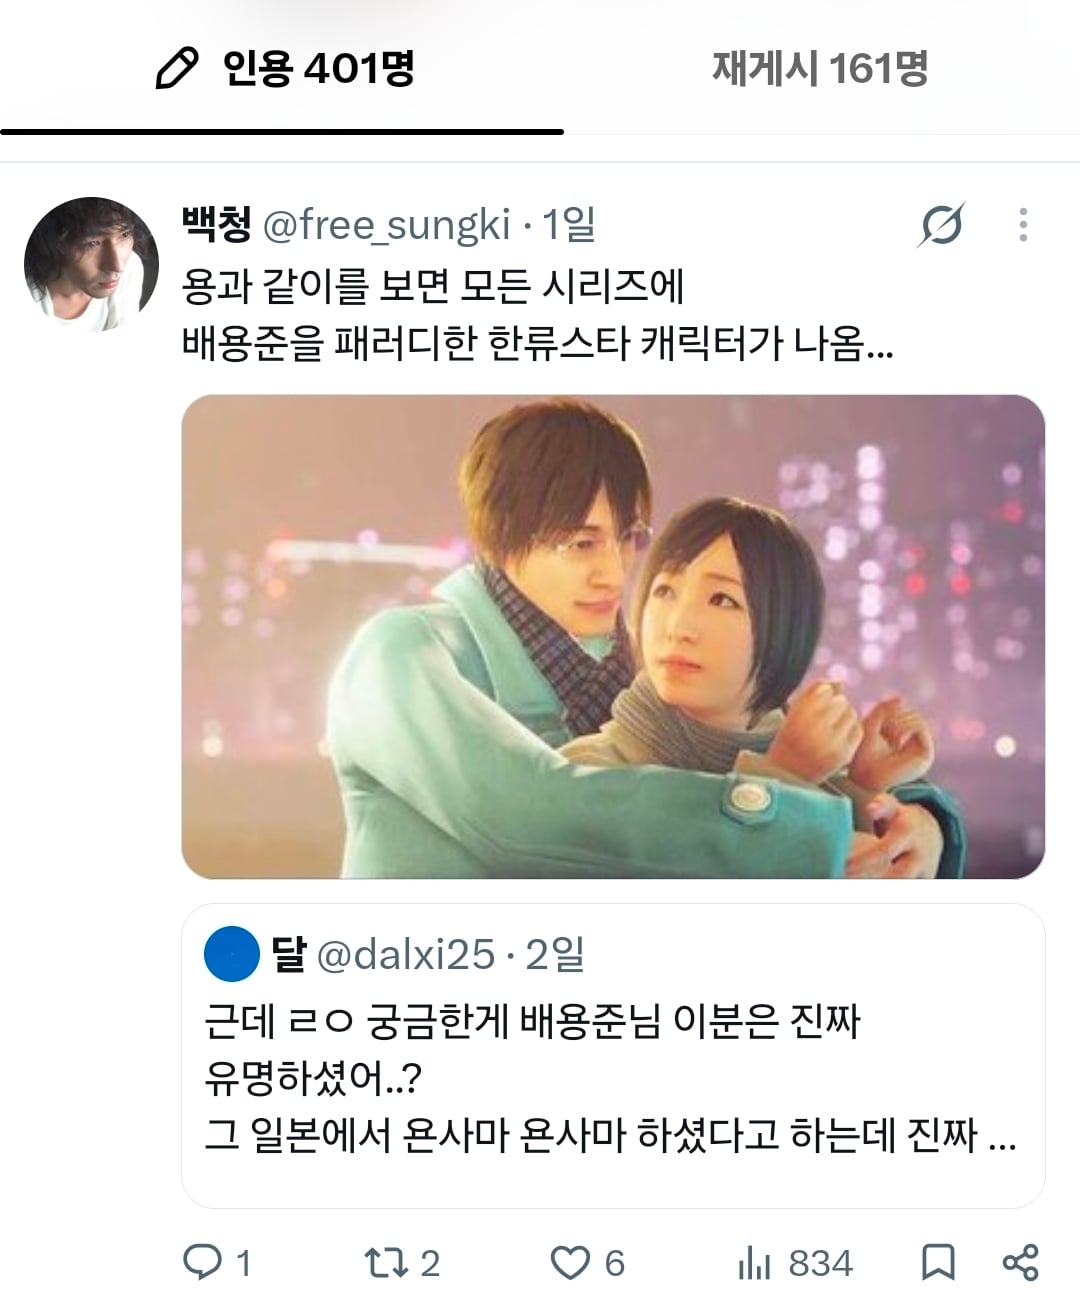 인용 401명
재게시 161명
백청 @free_sungki · 1일
용과 같이를 보면 모든 시리즈에
배용준을 패러디한 한류스타 캐릭터가 나옴...
달 @dalxi25 · 2일
근데 ㄹㅇ 궁금한게 배용준님 이분은 진짜
유명하셨어..?
그 일본에서 욘사마 욘사마 하셨다고 하는데 진짜 ...
1
2
6
834